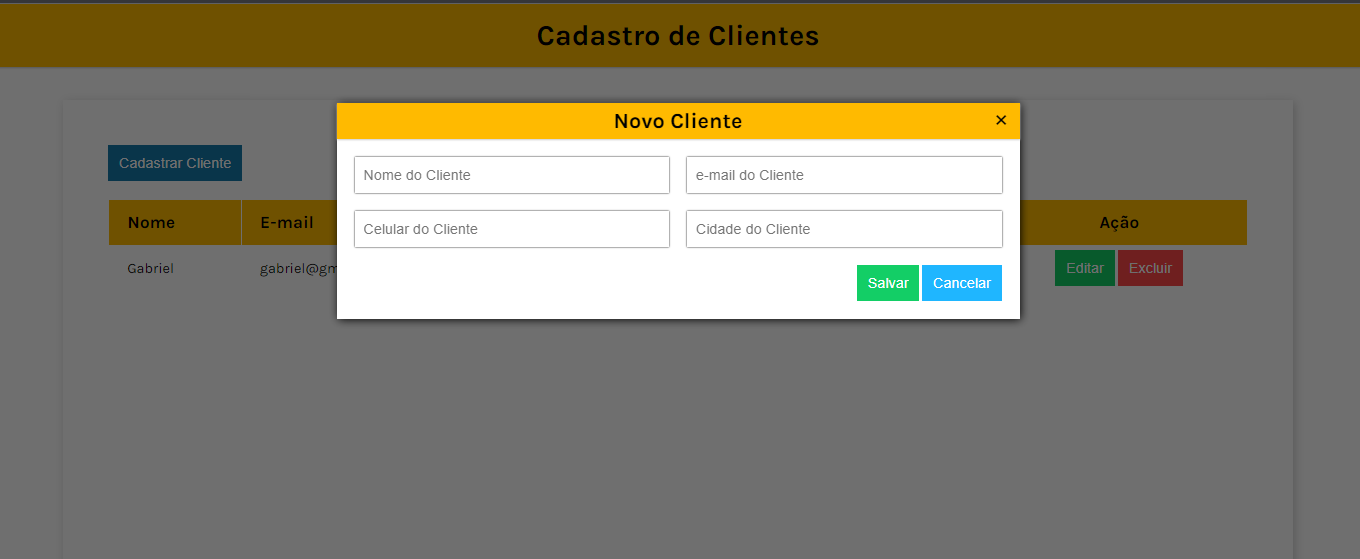 Cadastro de Clientes
Novo Cliente ✕
Cadastrar Cliente
Nome do Cliente e-mail do Cliente
Celular do Cliente Cidade do Cliente
Nome E-mail Ação
Gabriel gabriel@gm Editar Excluir
Salvar Cancelar